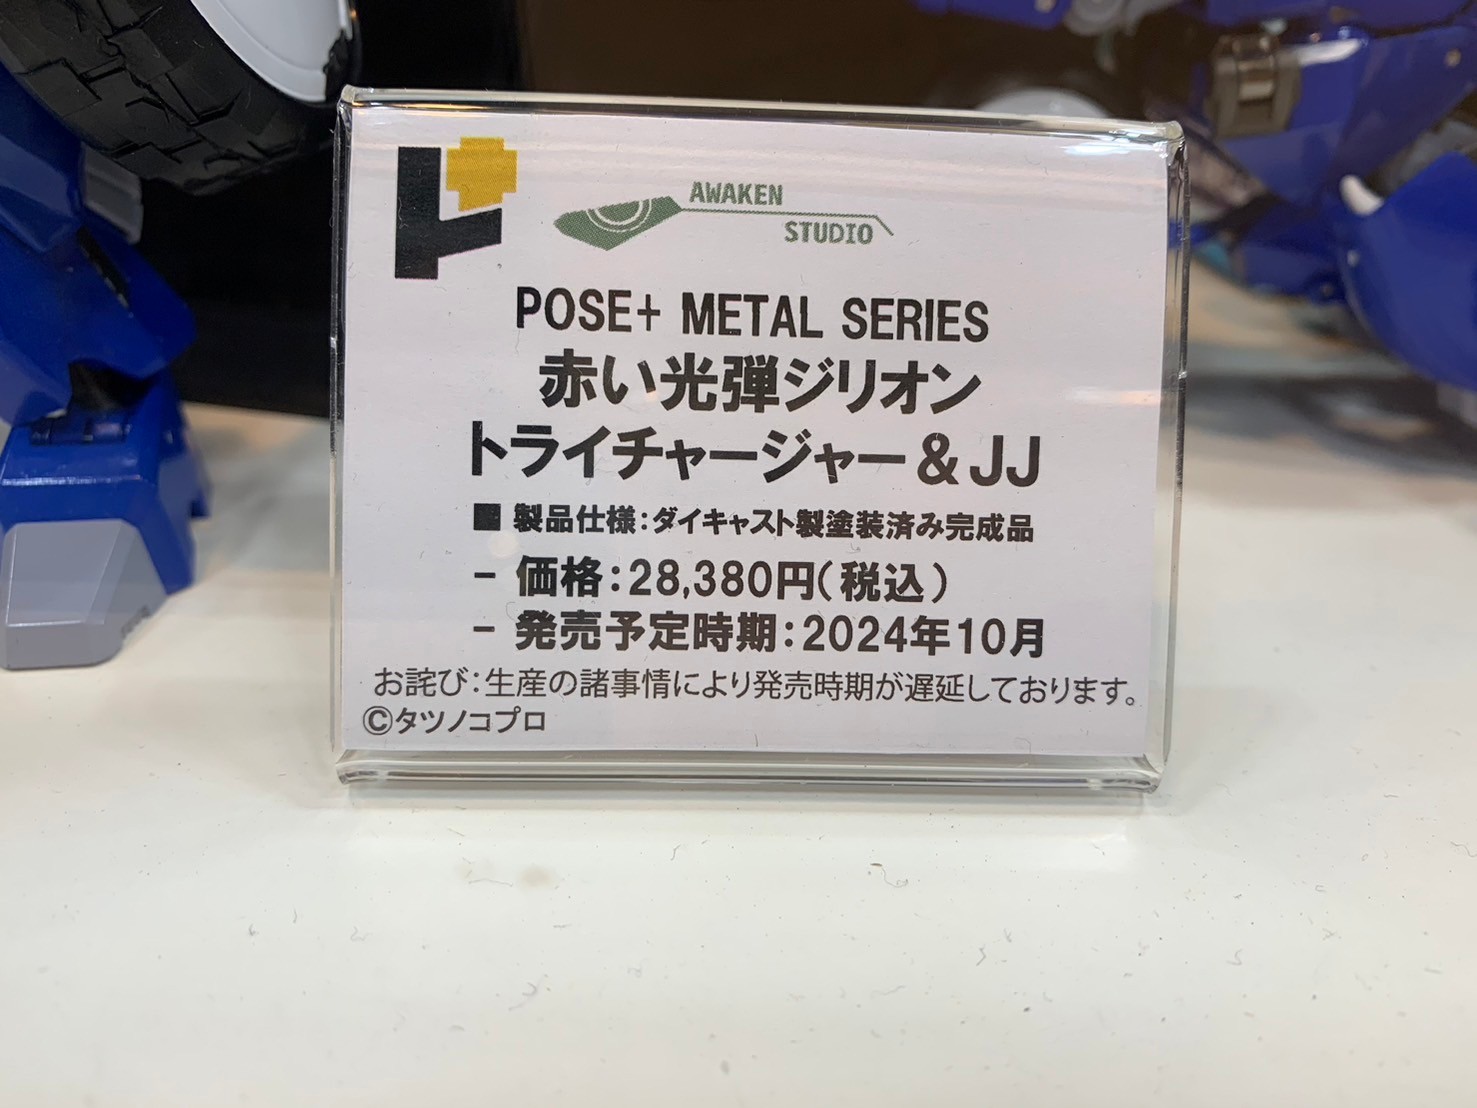 AWAKEN
STUDIO
POSE+ METAL SERIES
赤い光弾ジリオン
トライチャージャー&JJ
■ 製品仕様:ダイキャスト製塗装済み完成品
- 価格:28,380円(税込)
- 発売予定時期:2024年10月
お詫び:生産の諸事情により発売時期が遅延しております。
©タツノコプロ